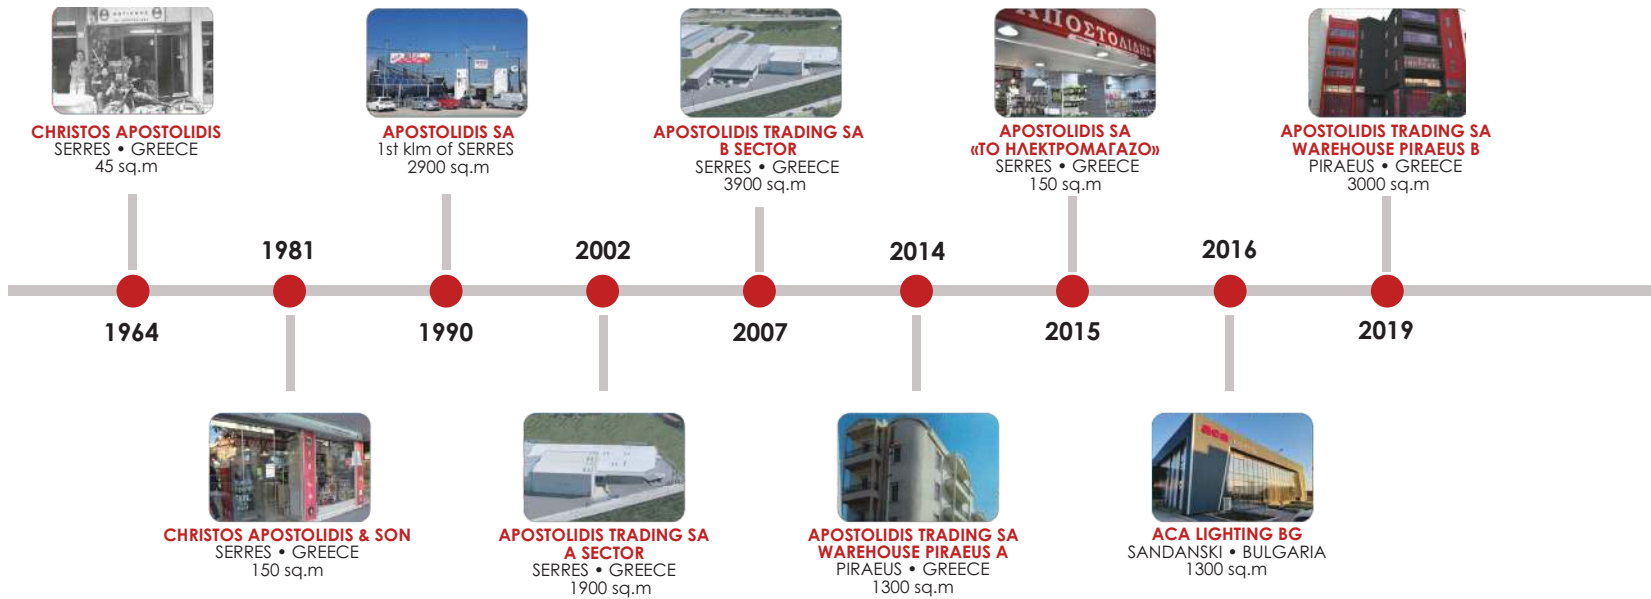 CHRISTOS APOSTOLIDIS
SERRES • GREECE
45 sq.m
1964
1981
CHRISTOS APOSTOLIDIS & SON
SERRES • GREECE
150 sq.m
APOSTOLIDIS SA
1st klm of SERRES
2900 sq.m
1990
2002
APOSTOLIDIS TRADING SA
A SECTOR
SERRES • GREECE
1900 sq.m
APOSTOLIDIS TRADING SA
B SECTOR
SERRES • GREECE
3900 sq.m
2007
2014
APOSTOLIDIS TRADING SA
WAREHOUSE PIRAEUS A
PIRAEUS • GREECE
1300 sq.m
ΑΠΟΣΤΟΛΙΔΗΣ
APOSTOLIDIS SA
«ΤΟ ΗΛΕΚΤΡΟΜΑΓΑΖΟ»
SERRES • GREECE
150 sq.m
2015
2016
aca
ACA LIGHTING BG
SANDANSKI • BULGARIA
1300 sq.m
APOSTOLIDIS TRADING SA
WAREHOUSE PIRAEUS B
PIRAEUS • GREECE
3000 sq.m
2019